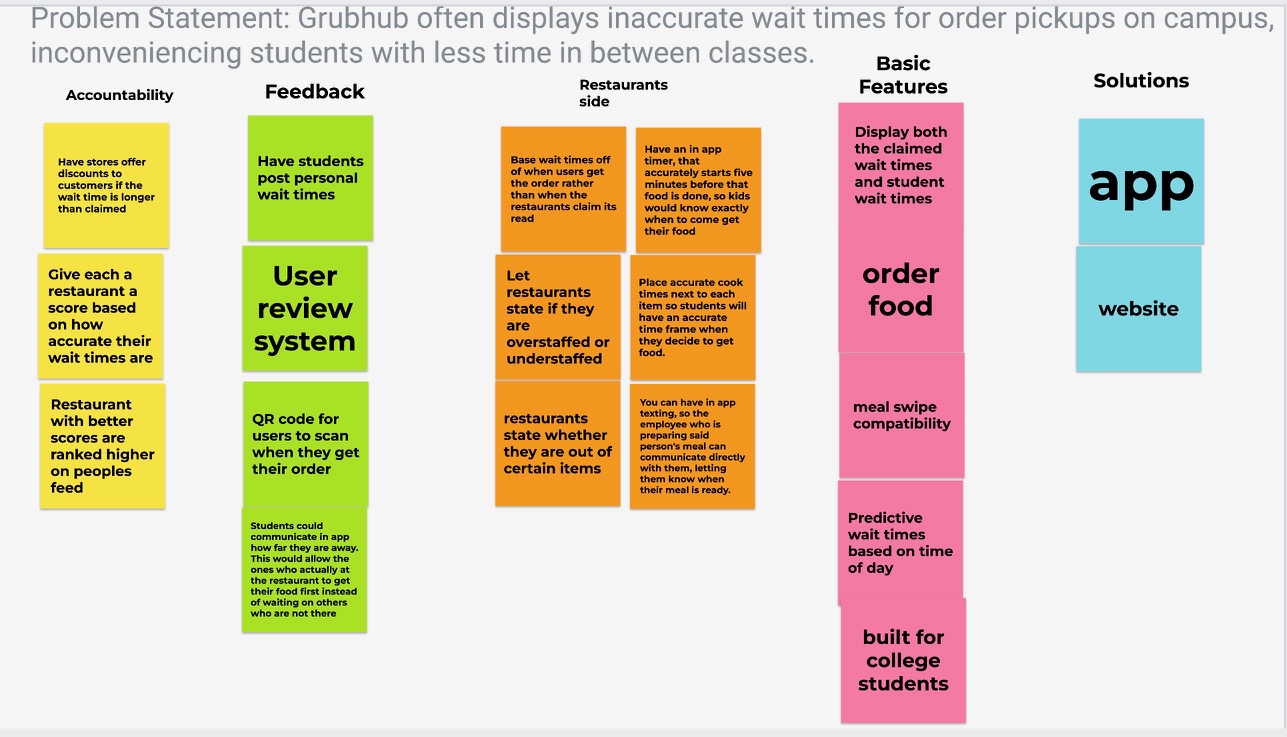 Problem Statement: Grubhub often displays inaccurate wait times for order pickups on campus,
inconveniencing students with less time in between classes.
Accountability
Have stores offer
discounts to
customers if the
wait time is longer
than claimed
Give each a
restaurant a
score based
on how
accurate their
wait times are
Restaurant
with better
scores are
ranked higher
on peoples
feed
Feedback
Have students
post personal
wait times
User
review
system
QR code for
users to scan
when they get
their order
Students could
communicate in app
how far they are away.
This would allow the
ones who actually at
the restaurant to get
their food first instead
of waiting on others
who are not there
Restaurants
side
Base wait times off
of when users get
the order rather
than when the
restaurants claim its
read
Let
restaurants
state if they
are
overstaffed or
understaffed
restaurants
state whether
they are out of
certain items
Have an in app
timer, that
accurately starts five
minutes before that
food is done, so kids
would know exactly
when to come get
their food
Place accurate cook
times next to each
item so students will
have an accurate
time frame when
they decide to get
food.
You can have in app
texting, so the
employee who is
preparing said
person's meal can
communicate directly
with them, letting
them know when
their meal is ready.
Basic
Features
Display both
the claimed
wait times
and student
wait times
order
food
meal swipe
compatibility
Predictive
wait times
based on time
of day
built for
college
students
Solutions
app
website